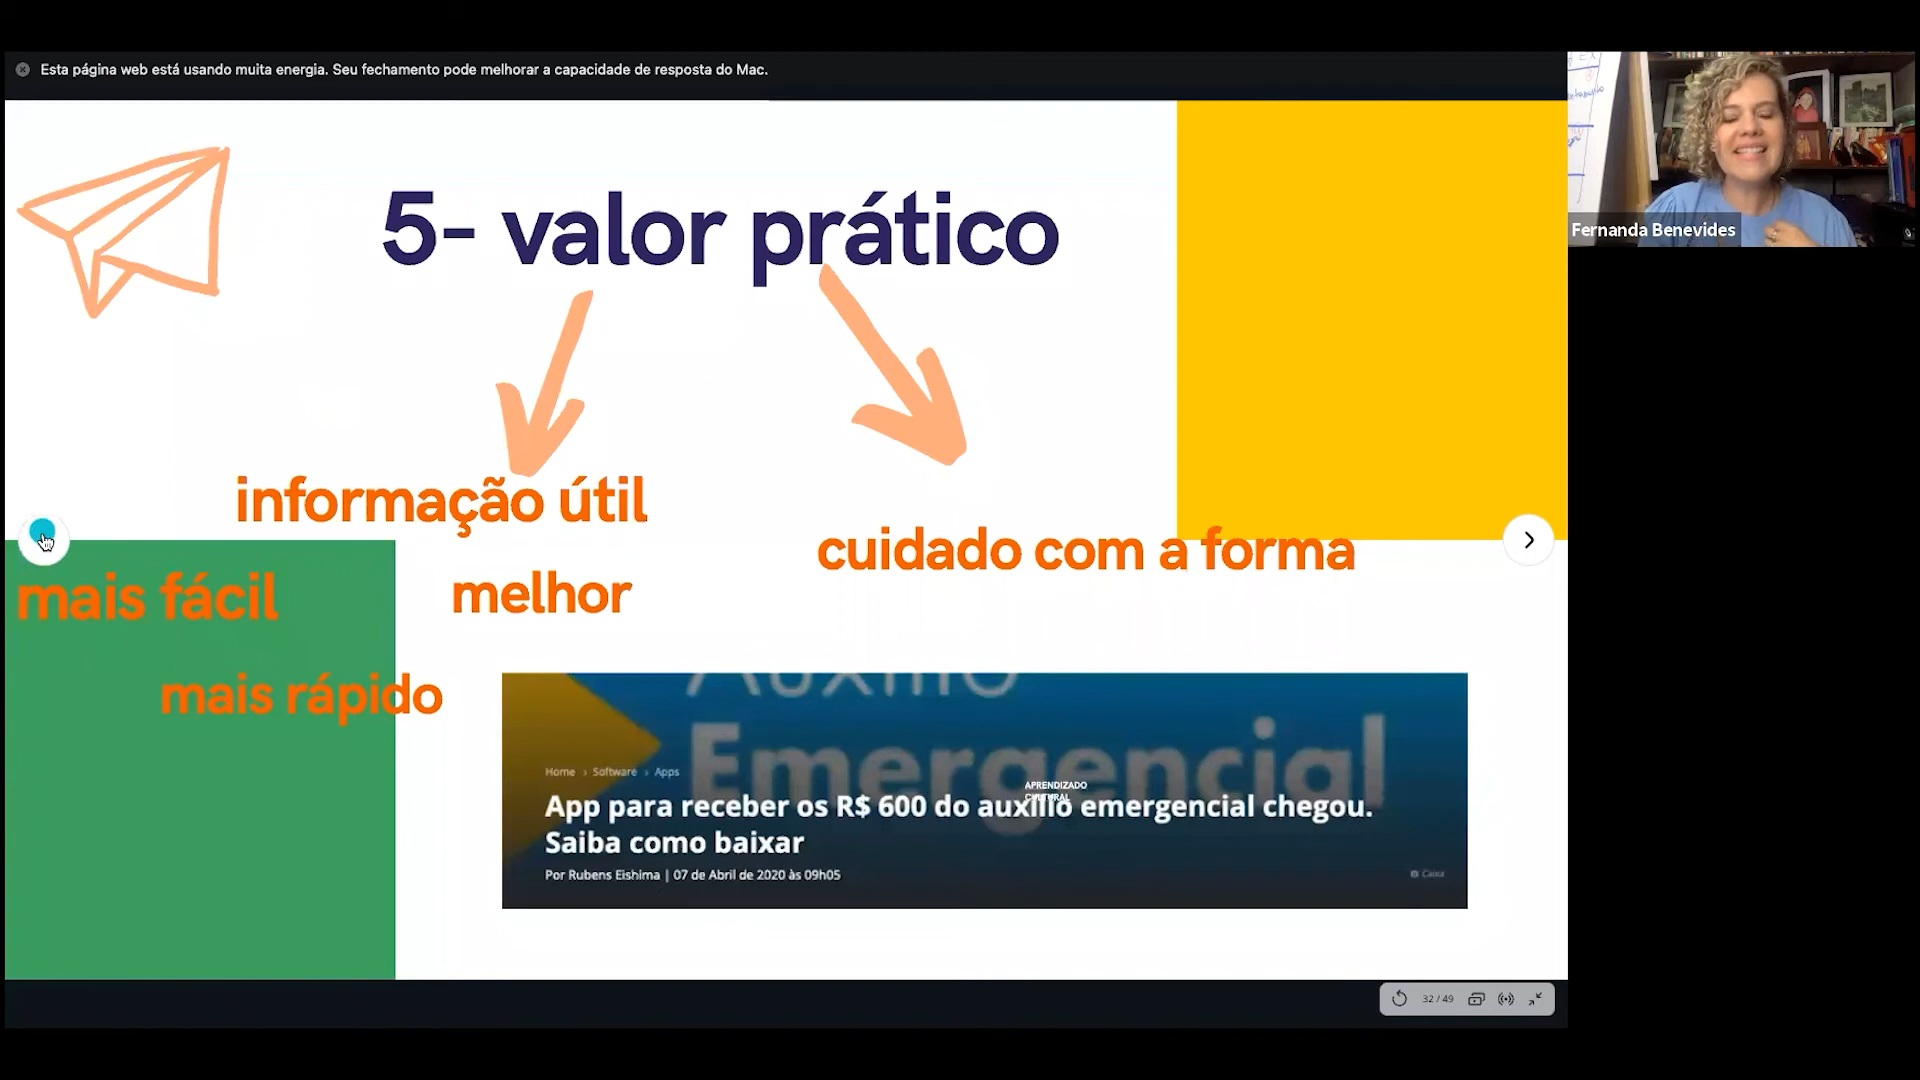 Esta página web está usando muita energia. Seu fechamento pode melhorar a capacidade de resposta do Mac.
Fernanda Benevides
5- valor prático
informação útil
cuidado com a forma
mais fácil
melhor
mais rápido
Auxílio
Emergencial
Home › Software › Apps
APRENDIZADO
CULTURAL
App para receber os R$ 600 do auxílio emergencial chegou.
Saiba como baixar
Por Rubens Eishima | 07 de Abril de 2020 às 09h05
Caixa
32 / 49